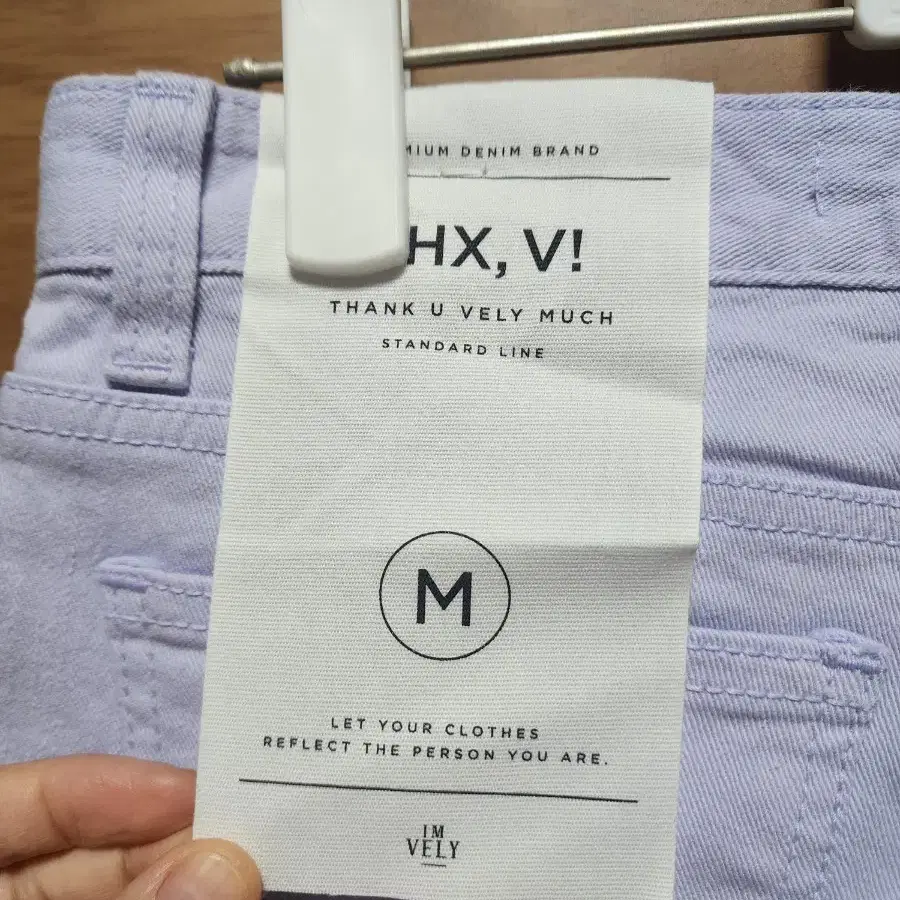 MIUM DENIM BRAND
HX, V!
THANK U VELY MUCH
STANDARD LINE
M
LET YOUR CLOTHES
REFLECT THE PERSON YOU ARE.
IM
VELY